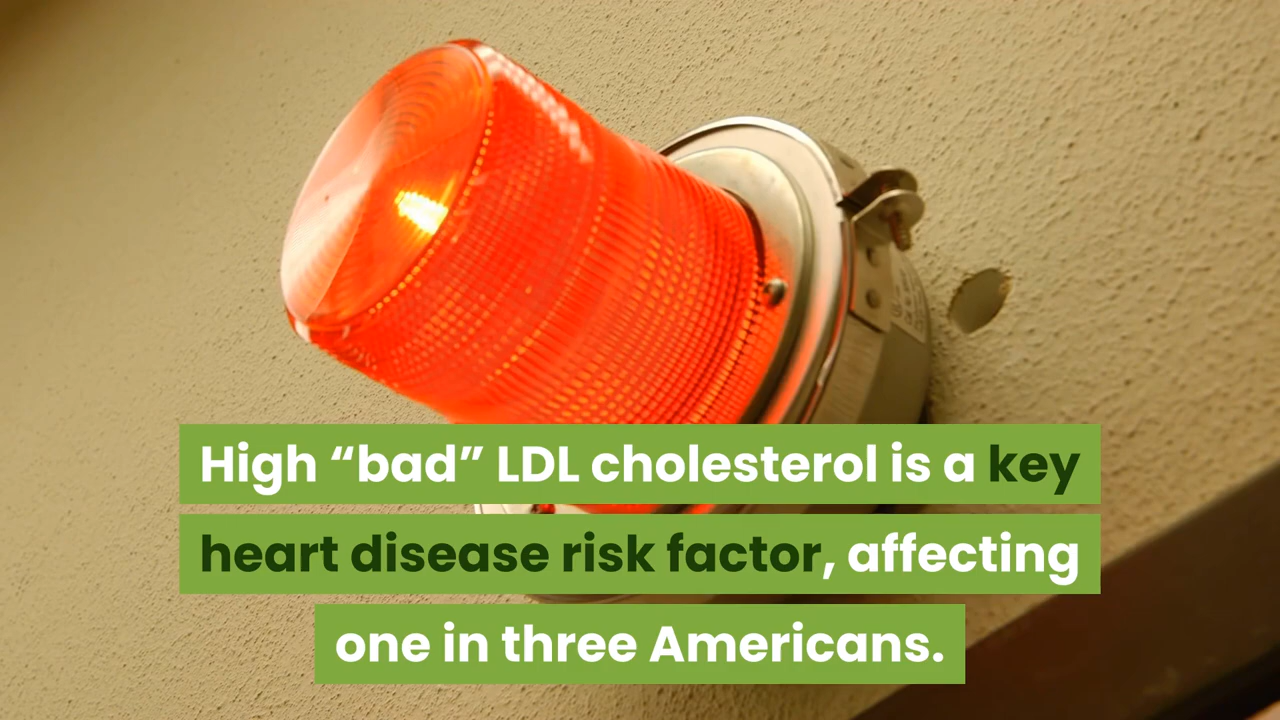 High “bad” LDL cholesterol is a key
heart disease risk factor, affecting
one in three Americans.